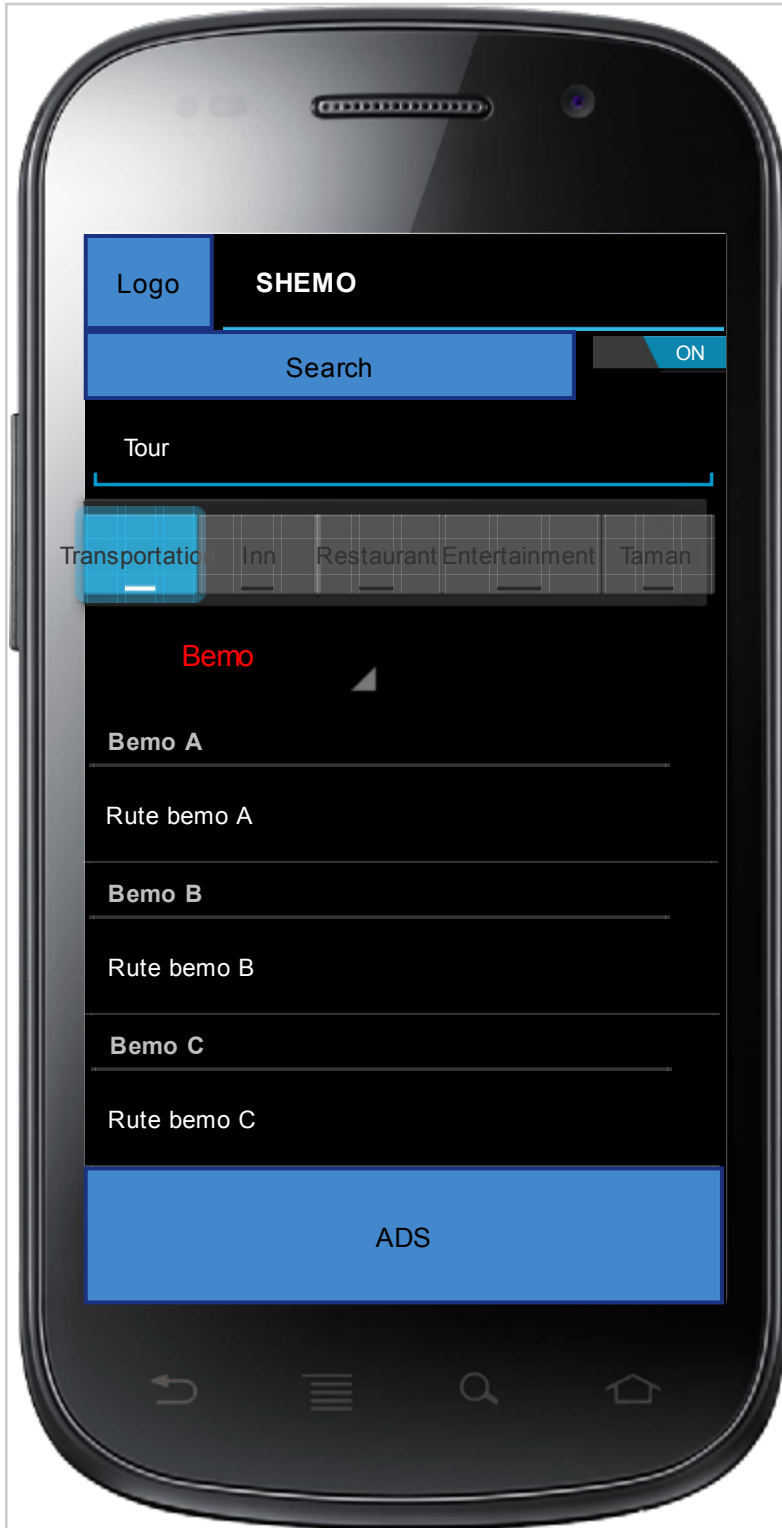 Logo SHEMO
Search ON
Tour
Transportation Inn Restaurant Entertainment Taman
Bemo
Bemo A
Rute bemo A
Bemo B
Rute bemo B
Bemo C
Rute bemo C
ADS